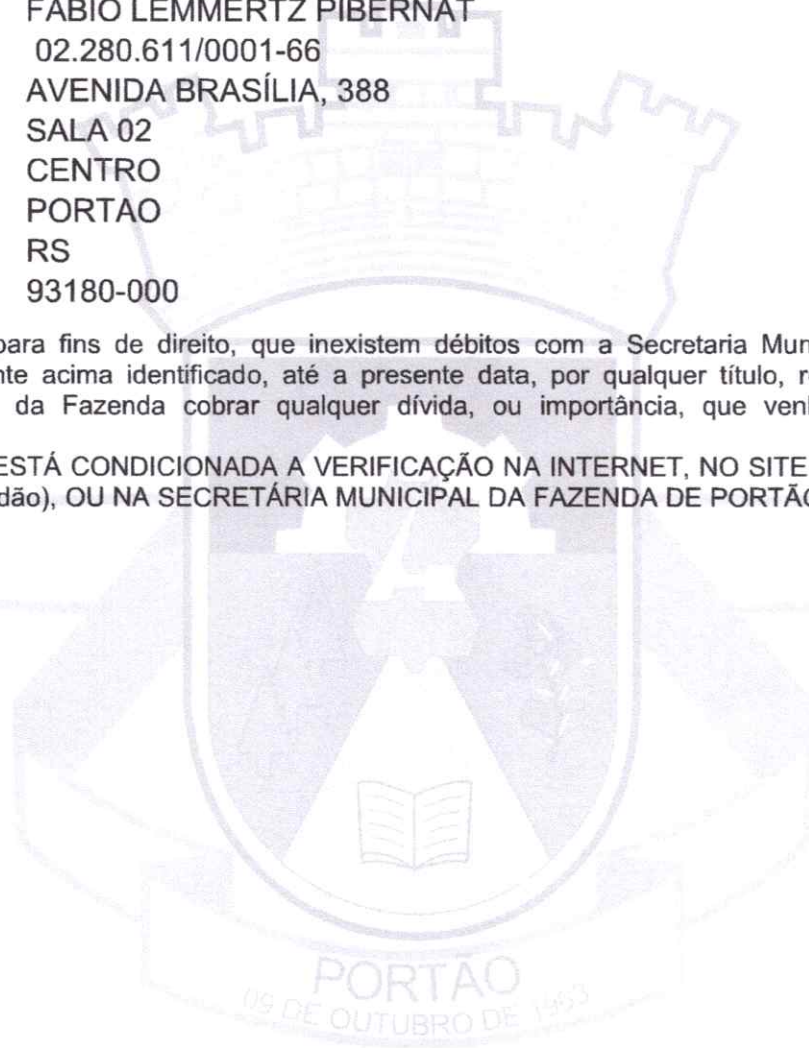 FABIO LEMMERTZ PIBERNAT
02.280.611/0001-66
AVENIDA BRASÍLIA, 388
SALA 02
CENTRO
PORTAO
RS
93180-000
para fins de direito, que inexistem débitos com a Secretaria Mun
nte acima identificado, até a presente data, por qualquer título, r
da Fazenda cobrar qualquer dívida, ou importância, que ven
ESTÁ CONDICIONADA A VERIFICAÇÃO NA INTERNET, NO SITE
dão), OU NA SECRETÁRIA MUNICIPAL DA FAZENDA DE PORTÃO
PORTÃO
09 DE OUTUBRO DE 1963